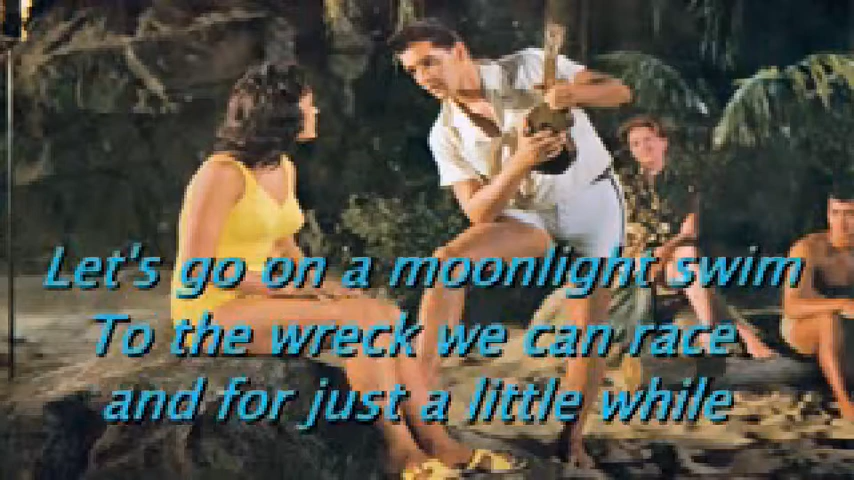 Let's go on a moonlight swim
To the wreck we can race
and for just a little while